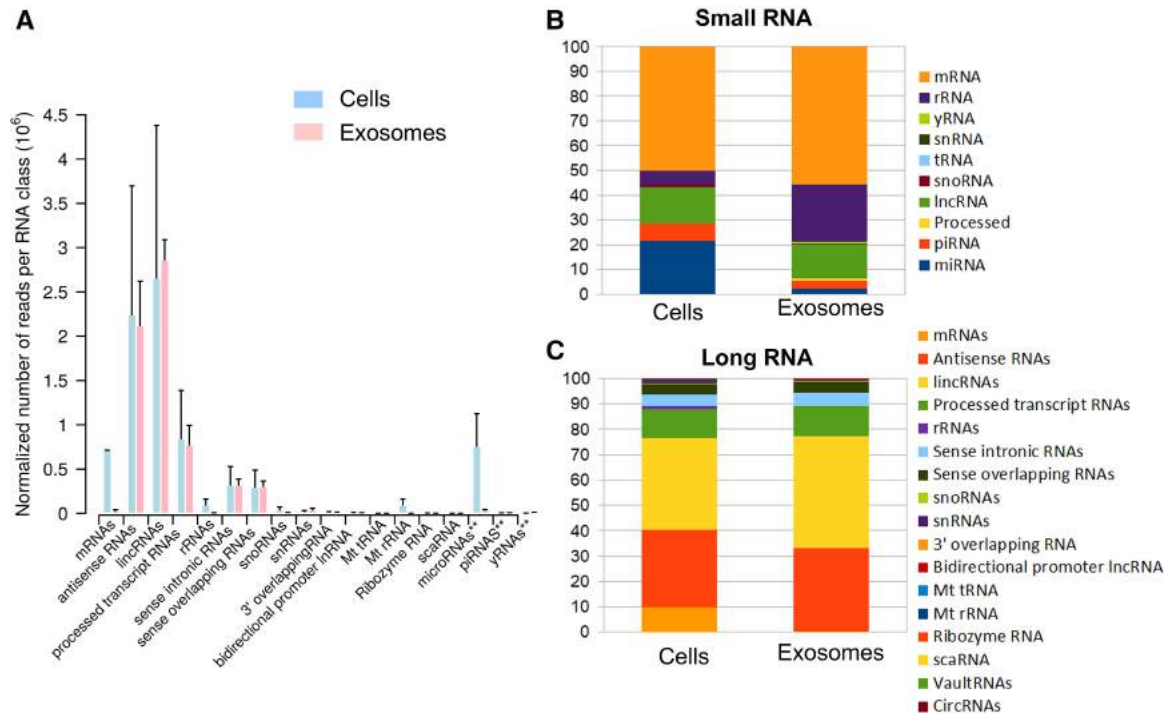 A
Cells
Exosomes
Normalized number of reads per RNA class (10⁶)
4.5
4
3.5
3
2.5
2
1.5
1
0.5
0
mRNAs
antisense RNAs
lincRNAs
processed transcript RNAs
rRNAs
sense intronic RNAs
sense overlapping RNAs
snoRNAs
snRNAs
3' overlappingRNA
bidirectional promoter lnRNA
Mt tRNA
Mt rRNA
Ribozyme RNA
scaRNA
microRNAs**
piRNAS**
yRNAs**
B
Small RNA
100
90
80
70
60
50
40
30
20
10
0
Cells
Exosomes
mRNA
rRNA
yRNA
snRNA
tRNA
snoRNA
lncRNA
Processed
piRNA
miRNA
C
Long RNA
100
90
80
70
60
50
40
30
20
10
0
Cells
Exosomes
mRNAs
Antisense RNAs
lincRNAs
Processed transcript RNAs
rRNAs
Sense intronic RNAs
Sense overlapping RNAs
snoRNAs
snRNAs
3' overlapping RNA
Bidirectional promoter lncRNA
Mt tRNA
Mt rRNA
Ribozyme RNA
scaRNA
VaultRNAs
CircRNAs